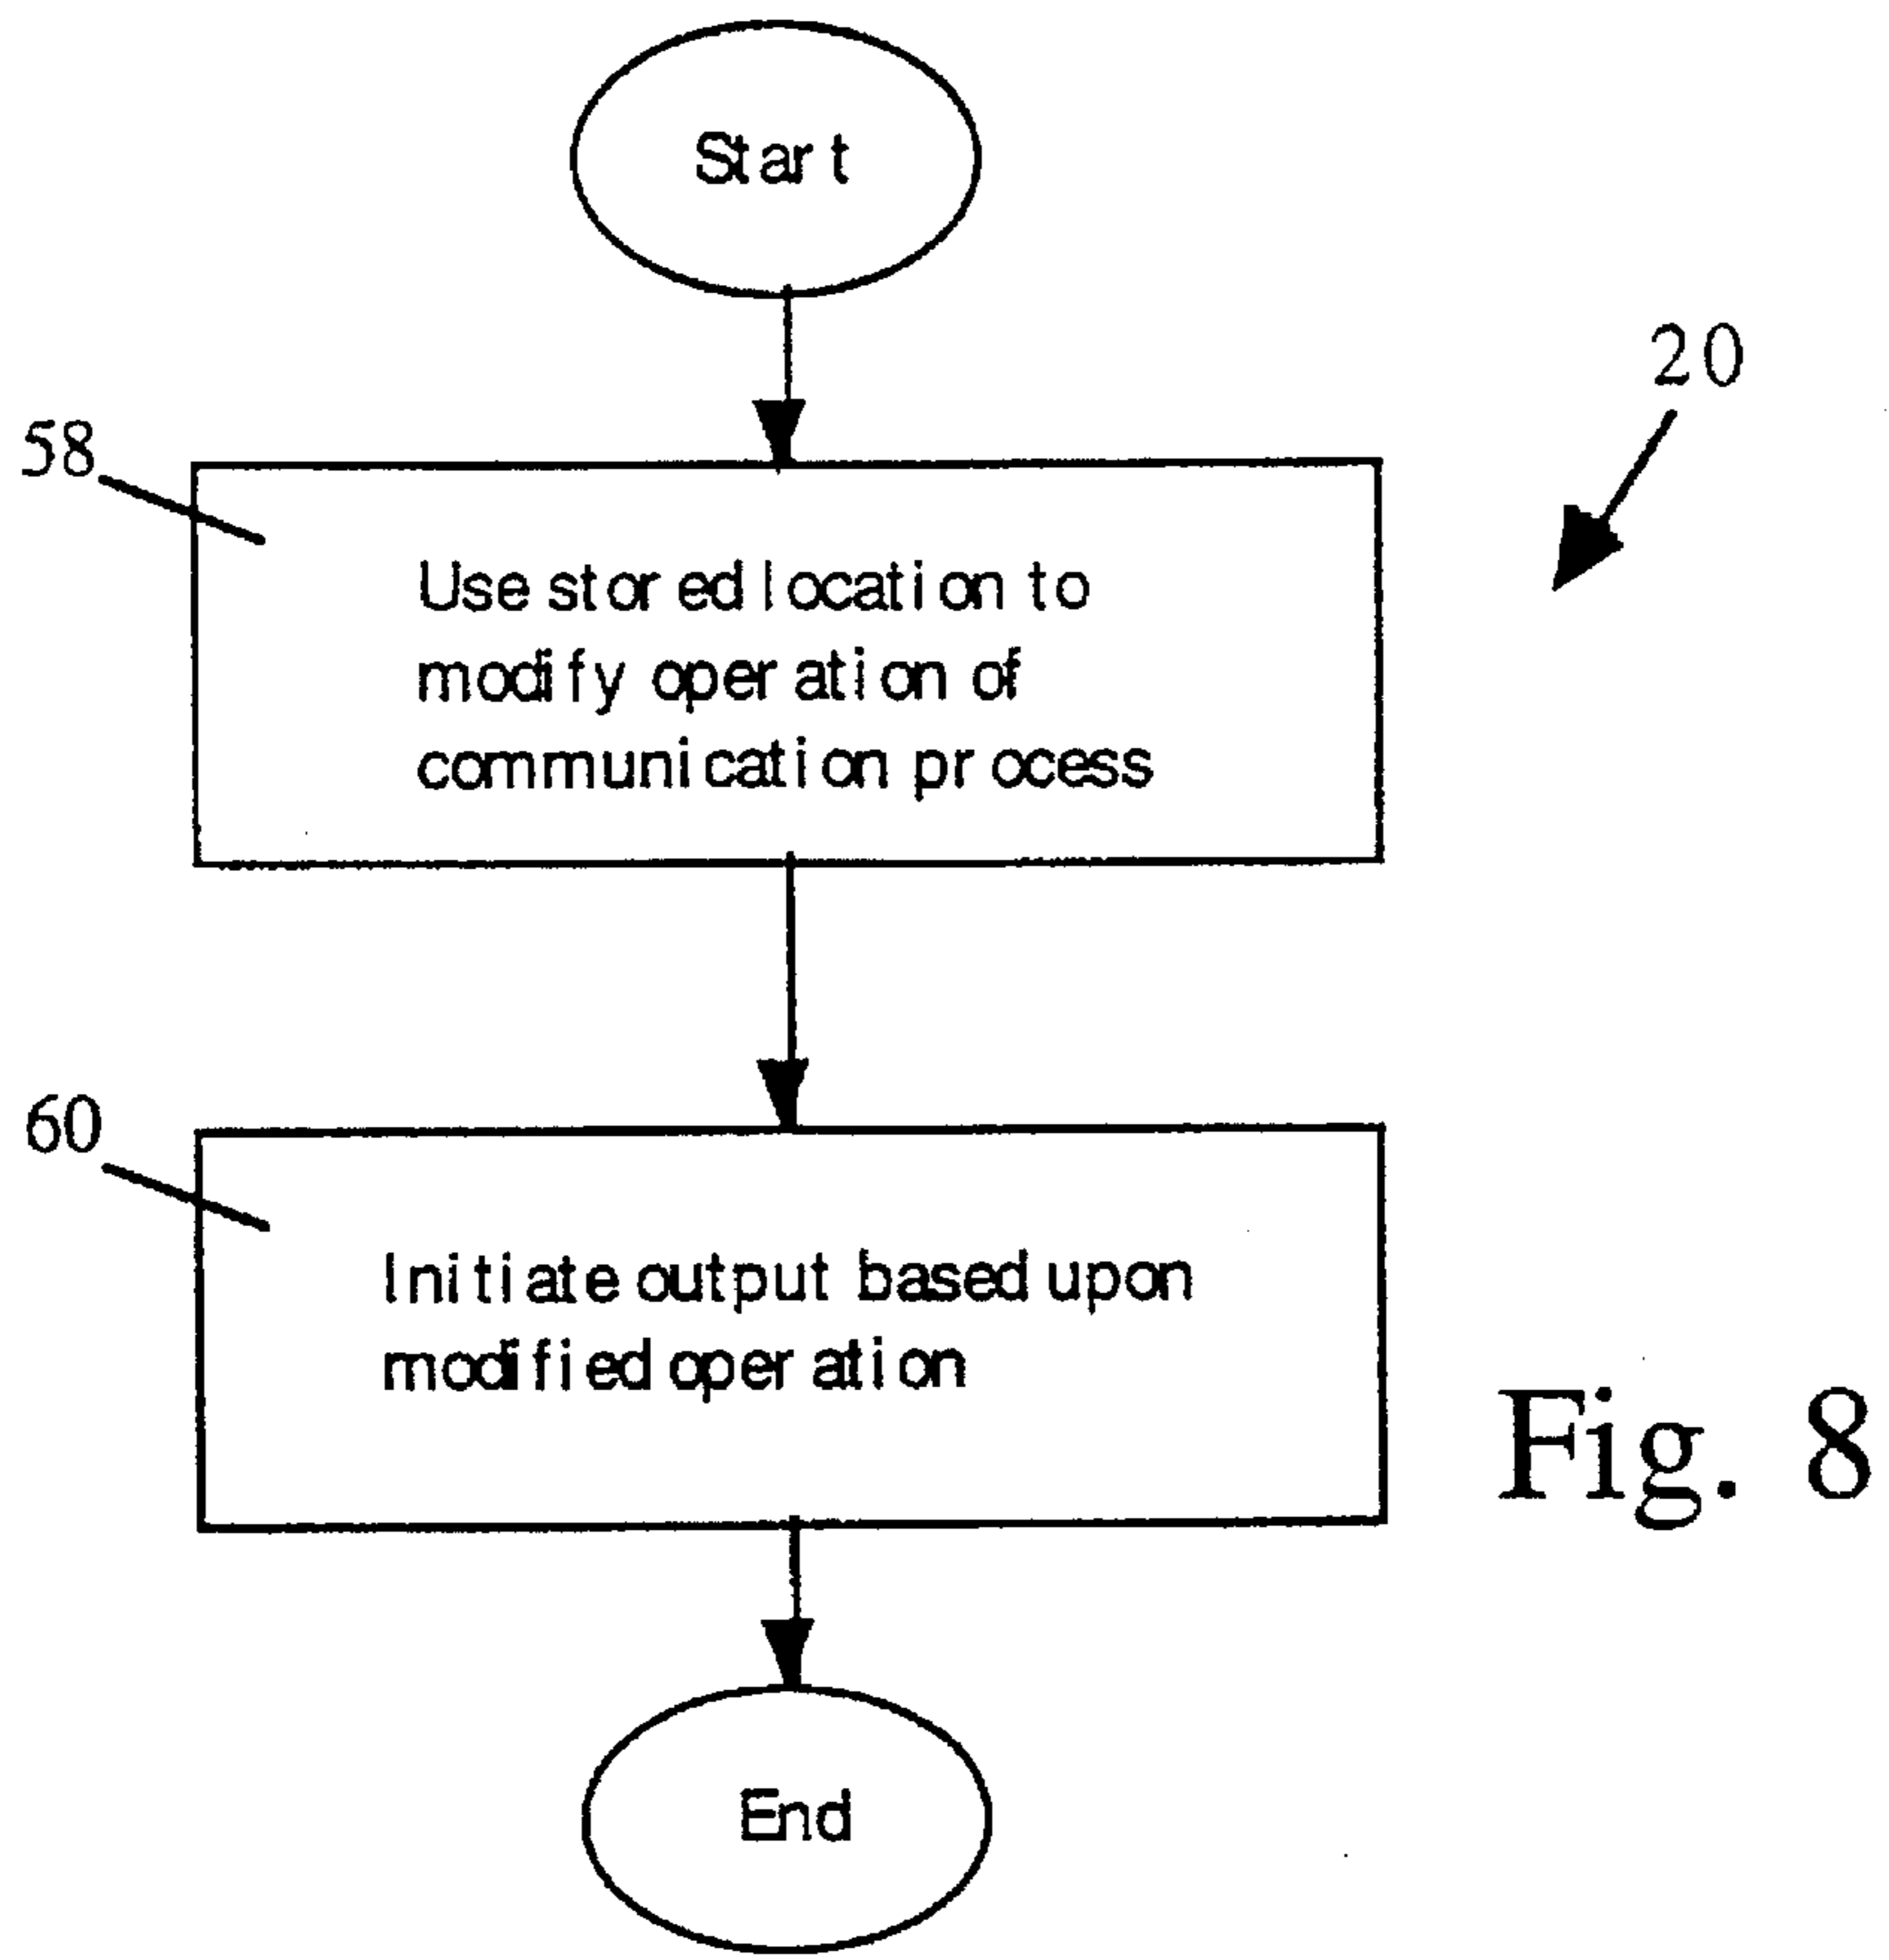 Start
20
58
Use stored location to
modify operation of
communication process
60
Initiate output based upon
modified operation
Fig. 8
End